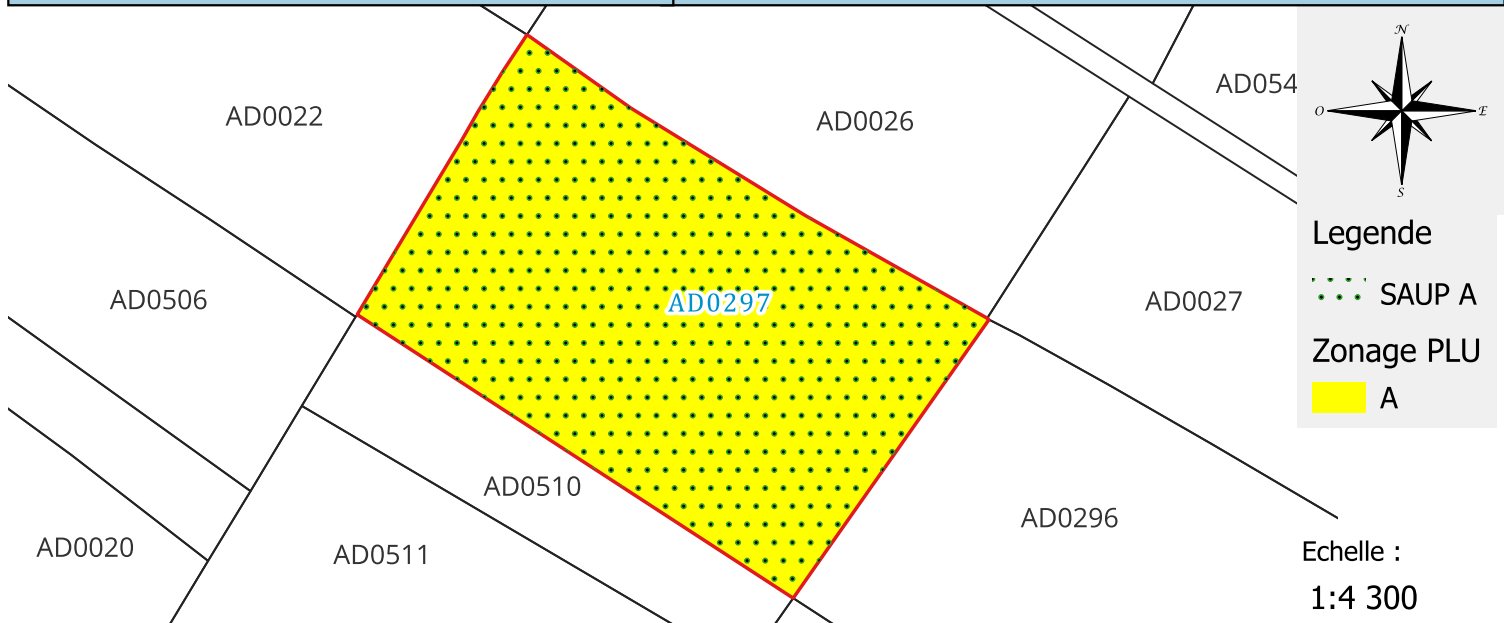 N
O
E
S
AD0022
AD0026
AD054
AD0506
AD0297
AD0027
AD0510
AD0296
AD0020
AD0511
Legende
SAUP A
Zonage PLU
A
Echelle :
1:4 300